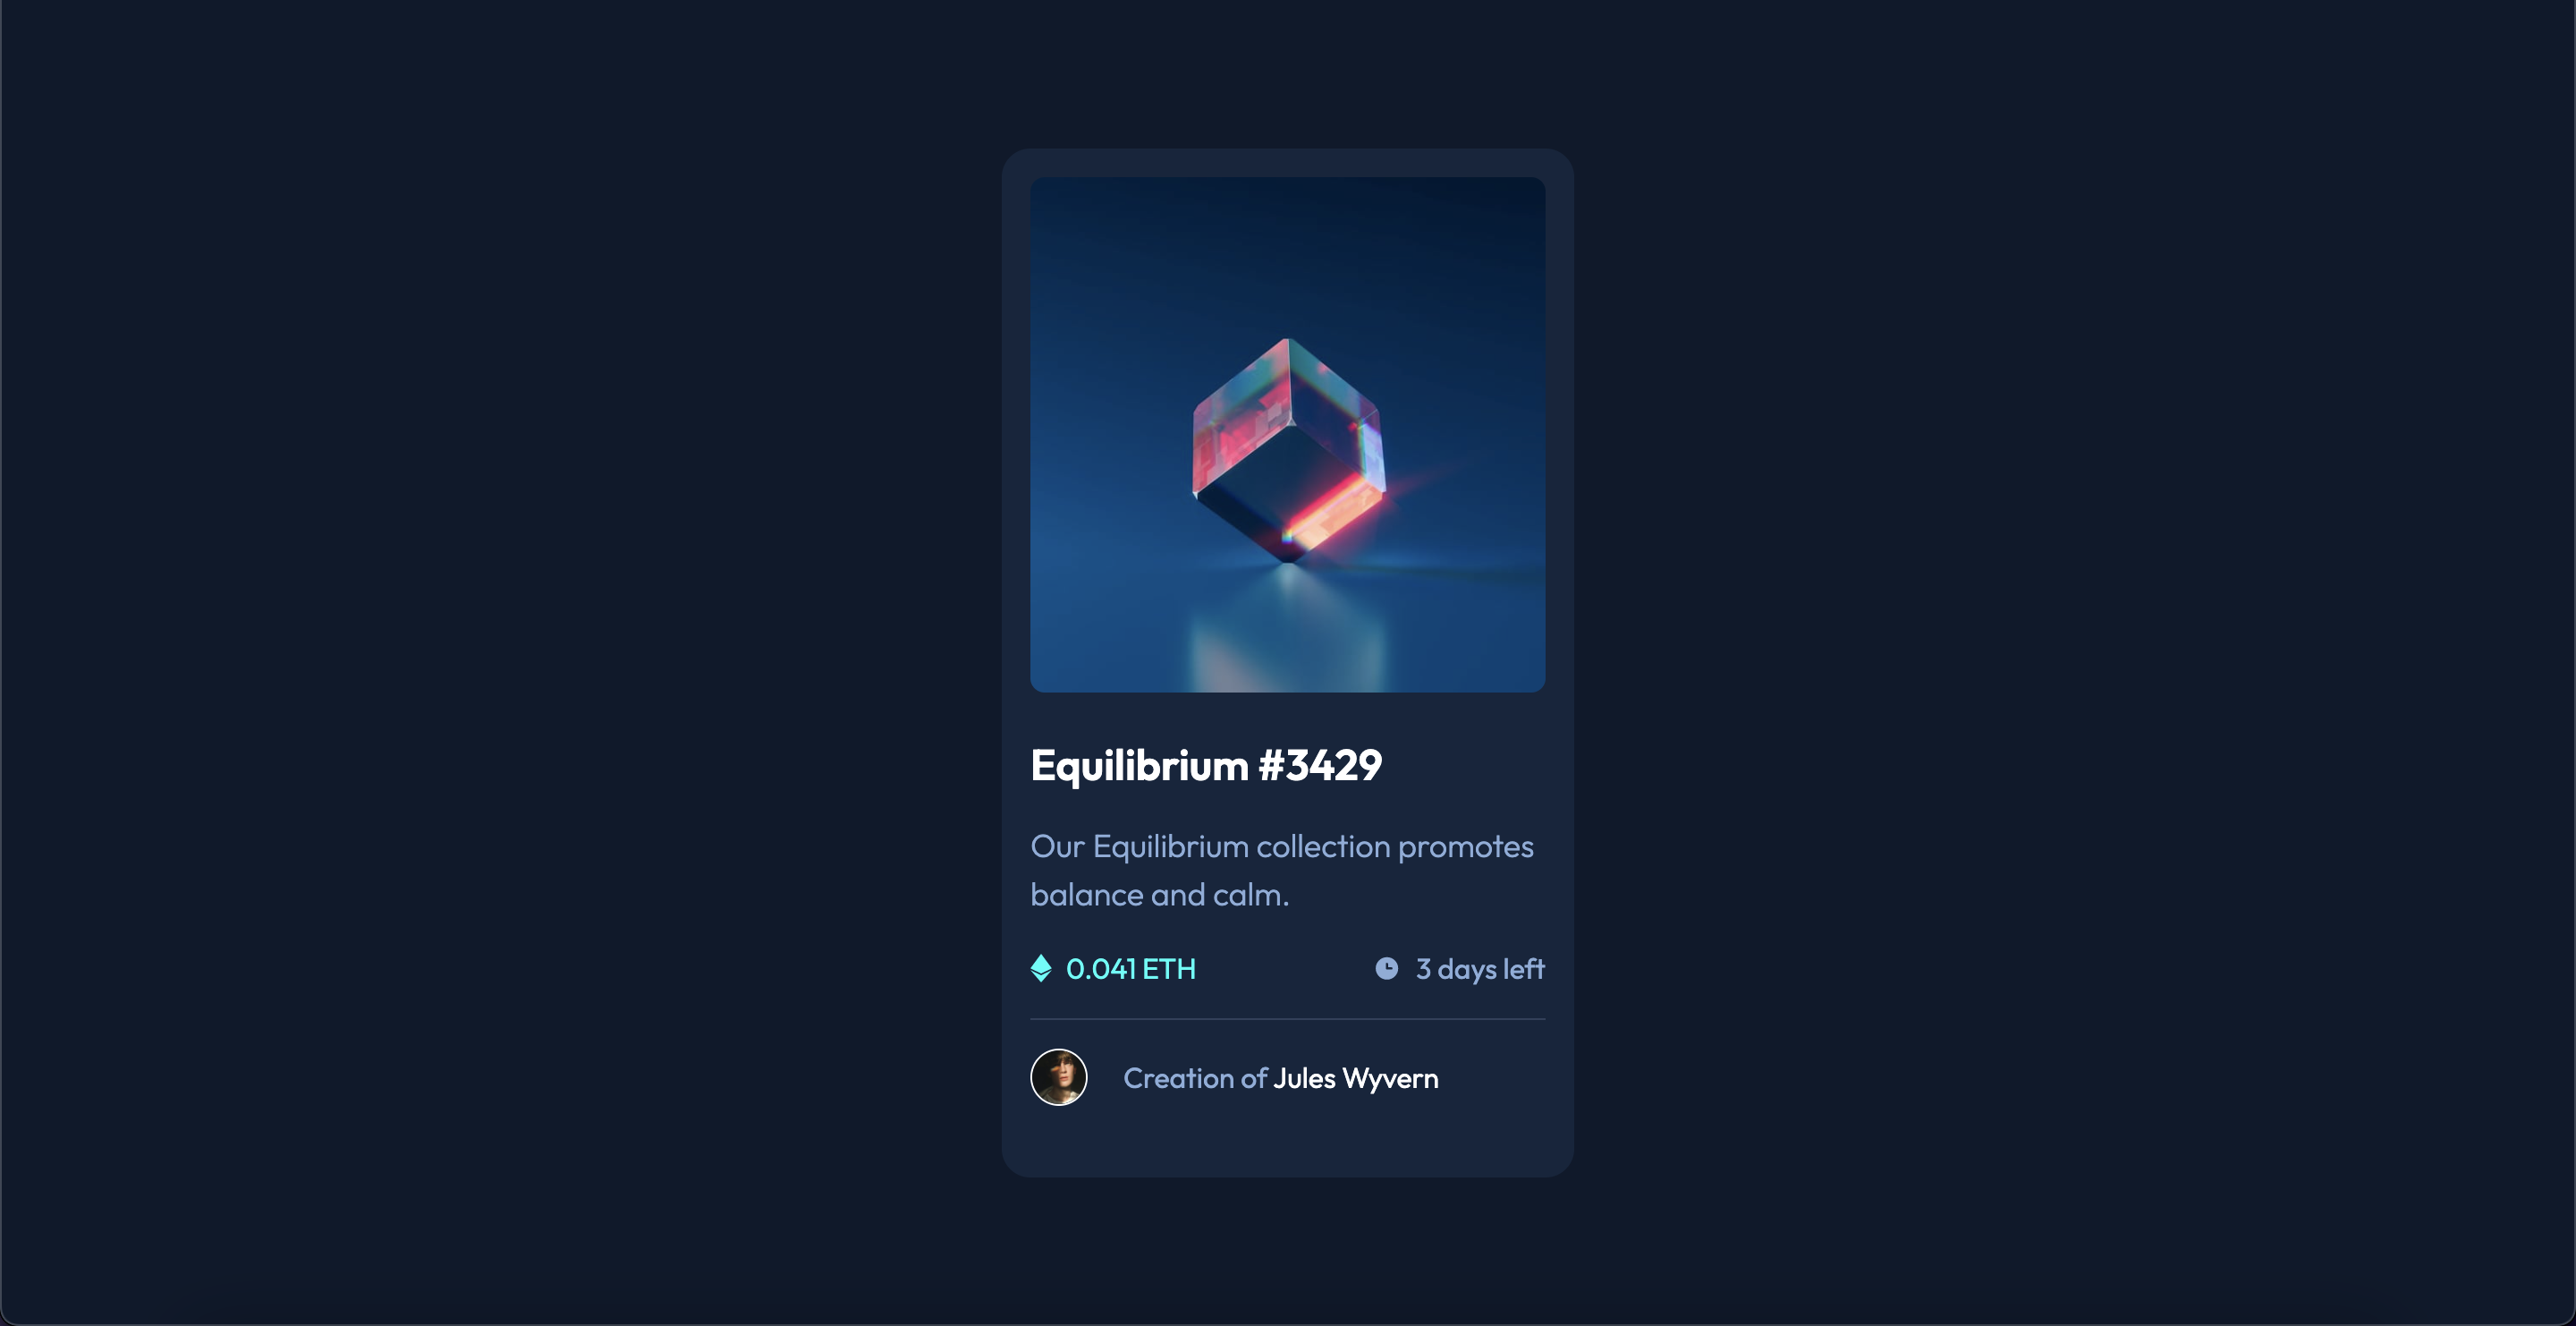 Equilibrium #3429
Our Equilibrium collection promotes
balance and calm.
0.041 ETH
3 days left
Creation of Jules Wyvern